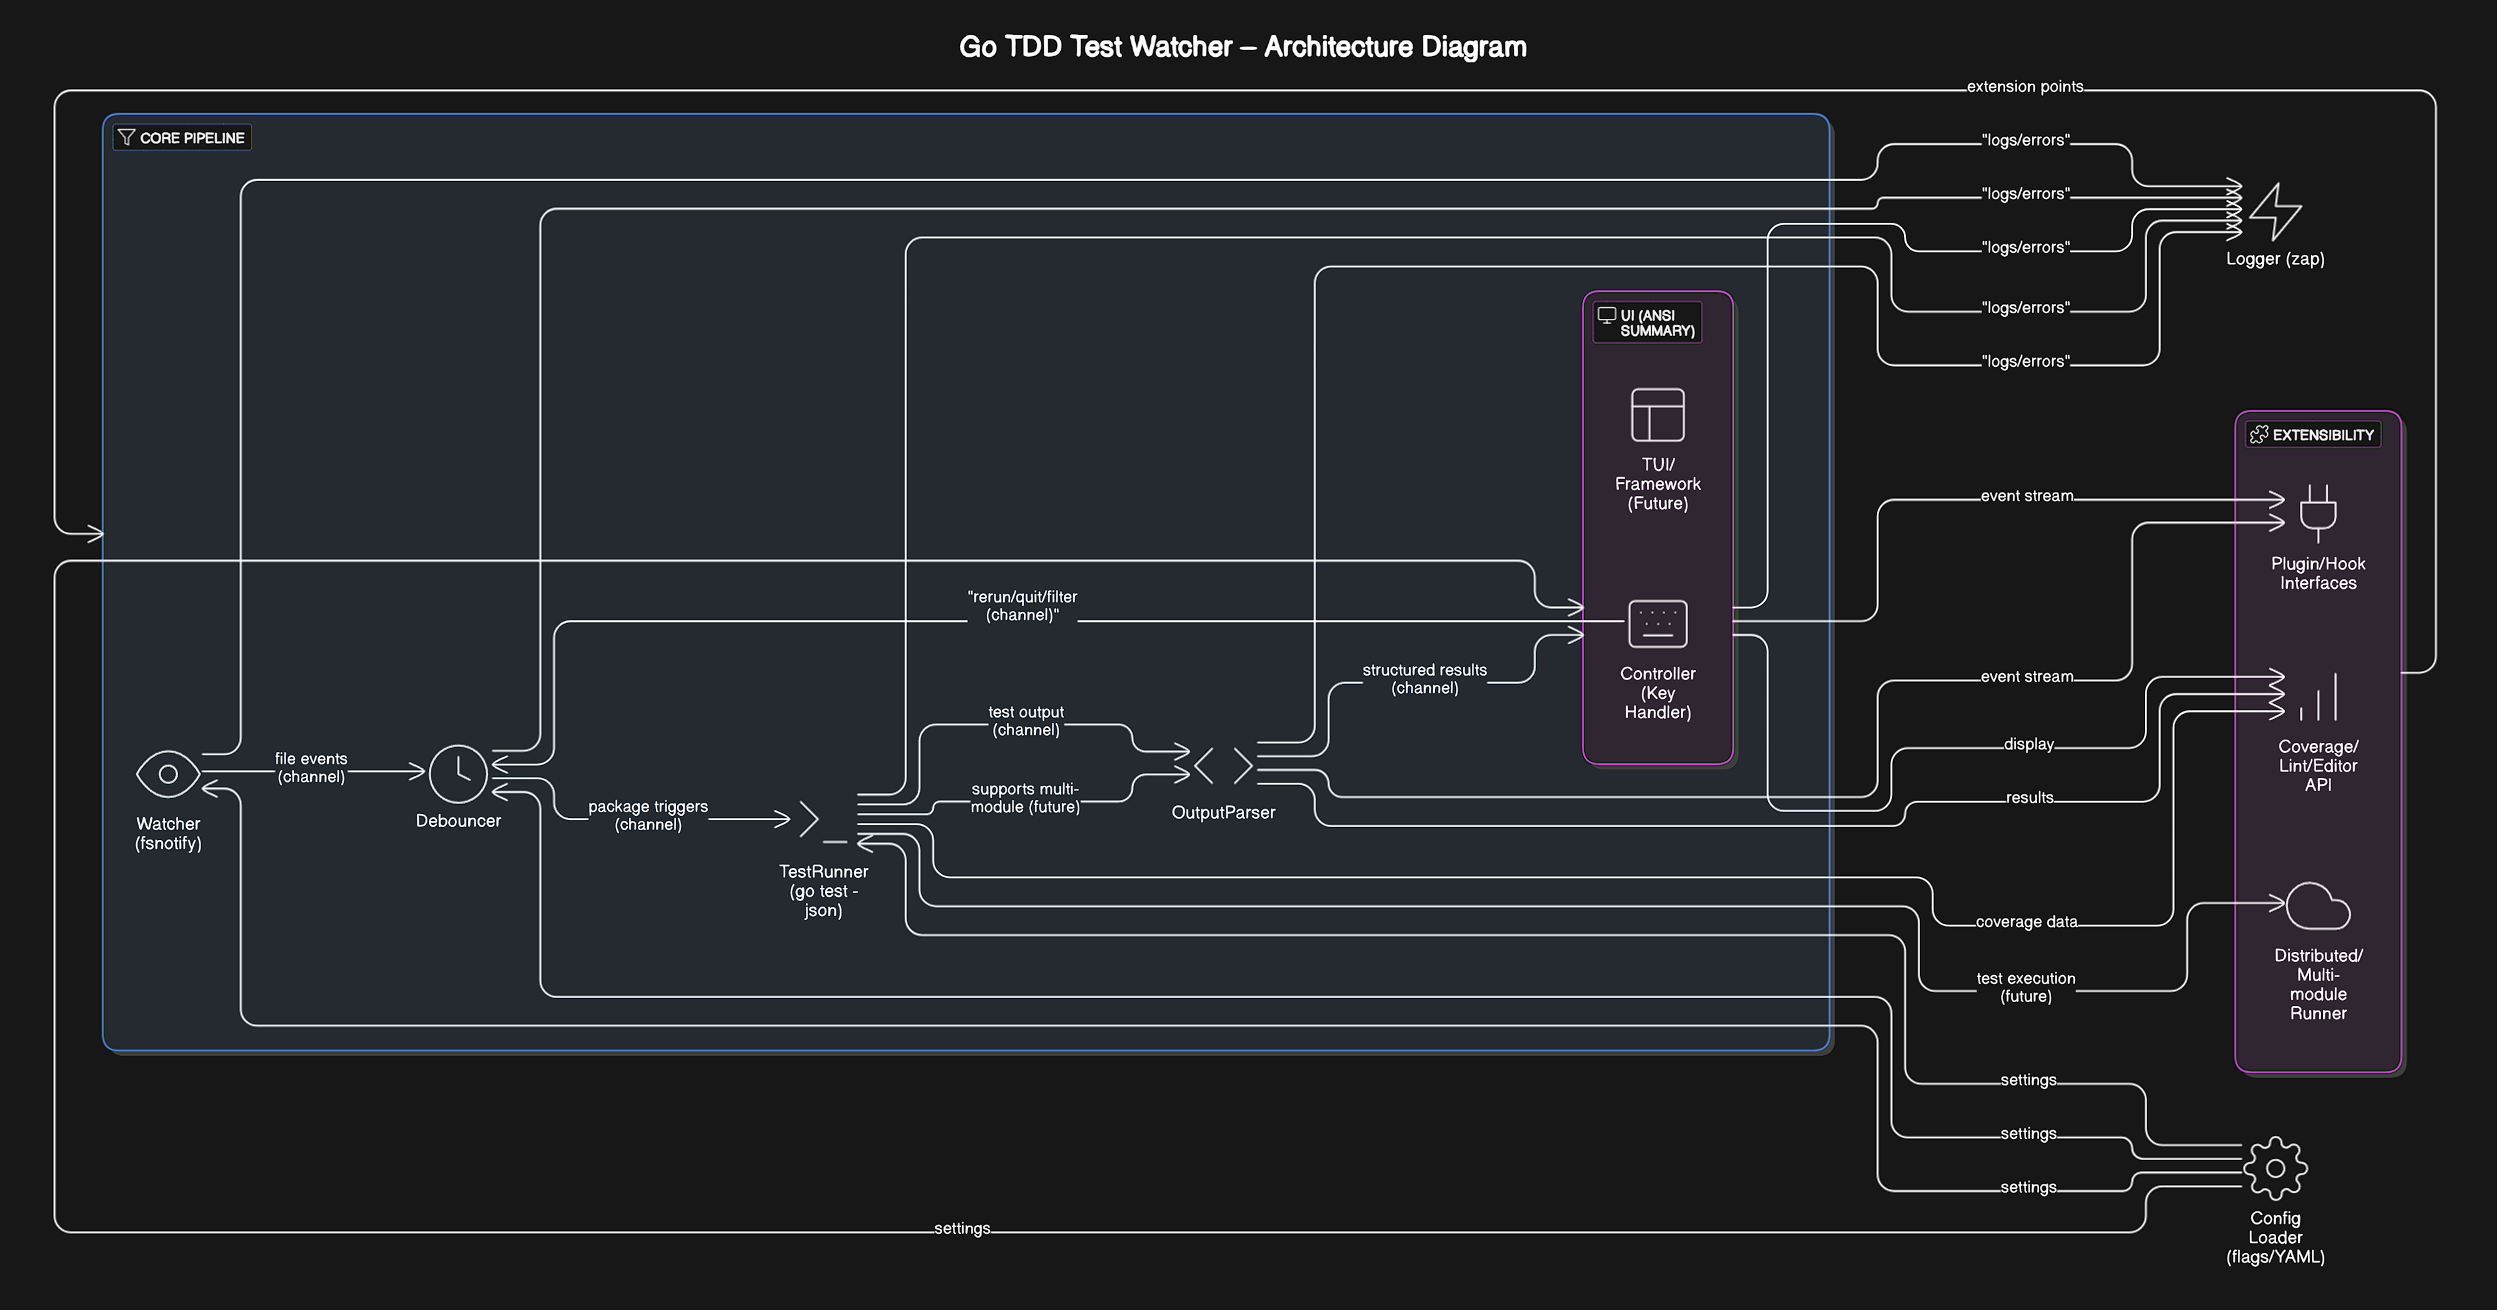 Go TDD Test Watcher – Architecture Diagram
extension points
CORE PIPELINE
"logs/errors"
"logs/errors"
"logs/errors"
"logs/errors"
"logs/errors"
Logger (zap)
UI (ANSI
SUMMARY)
TUI/
Framework
(Future)
EXTENSIBILITY
event stream
Plugin/Hook
Interfaces
"rerun/quit/filter
(channel)"
Controller
(Key
Handler)
structured results
(channel)
event stream
test output
(channel)
display
Coverage/
Lint/Editor
API
file events
(channel)
supports multi-
module (future)
results
package triggers
(channel)
Watcher
(fsnotify)
Debouncer
OutputParser
TestRunner
(go test -
json)
coverage data
test execution
(future)
Distributed/
Multi-
module
Runner
settings
settings
settings
settings
Config
Loader
(flags/YAML)